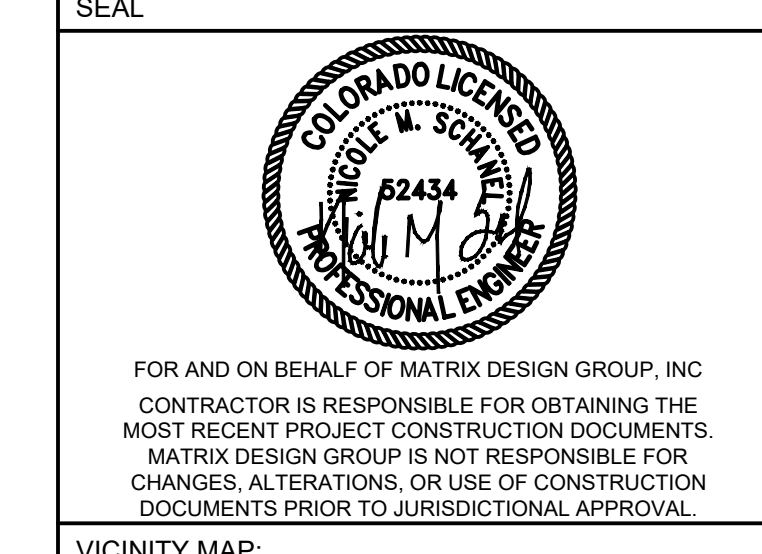 SEAL
COLORADO LICENSED
NICOLE M. SCHANEL
52434
PROFESSIONAL ENGINEER
FOR AND ON BEHALF OF MATRIX DESIGN GROUP, INC
CONTRACTOR IS RESPONSIBLE FOR OBTAINING THE
MOST RECENT PROJECT CONSTRUCTION DOCUMENTS.
MATRIX DESIGN GROUP IS NOT RESPONSIBLE FOR
CHANGES, ALTERATIONS, OR USE OF CONSTRUCTION
DOCUMENTS PRIOR TO JURISDICTIONAL APPROVAL.
VICINITY MAP: